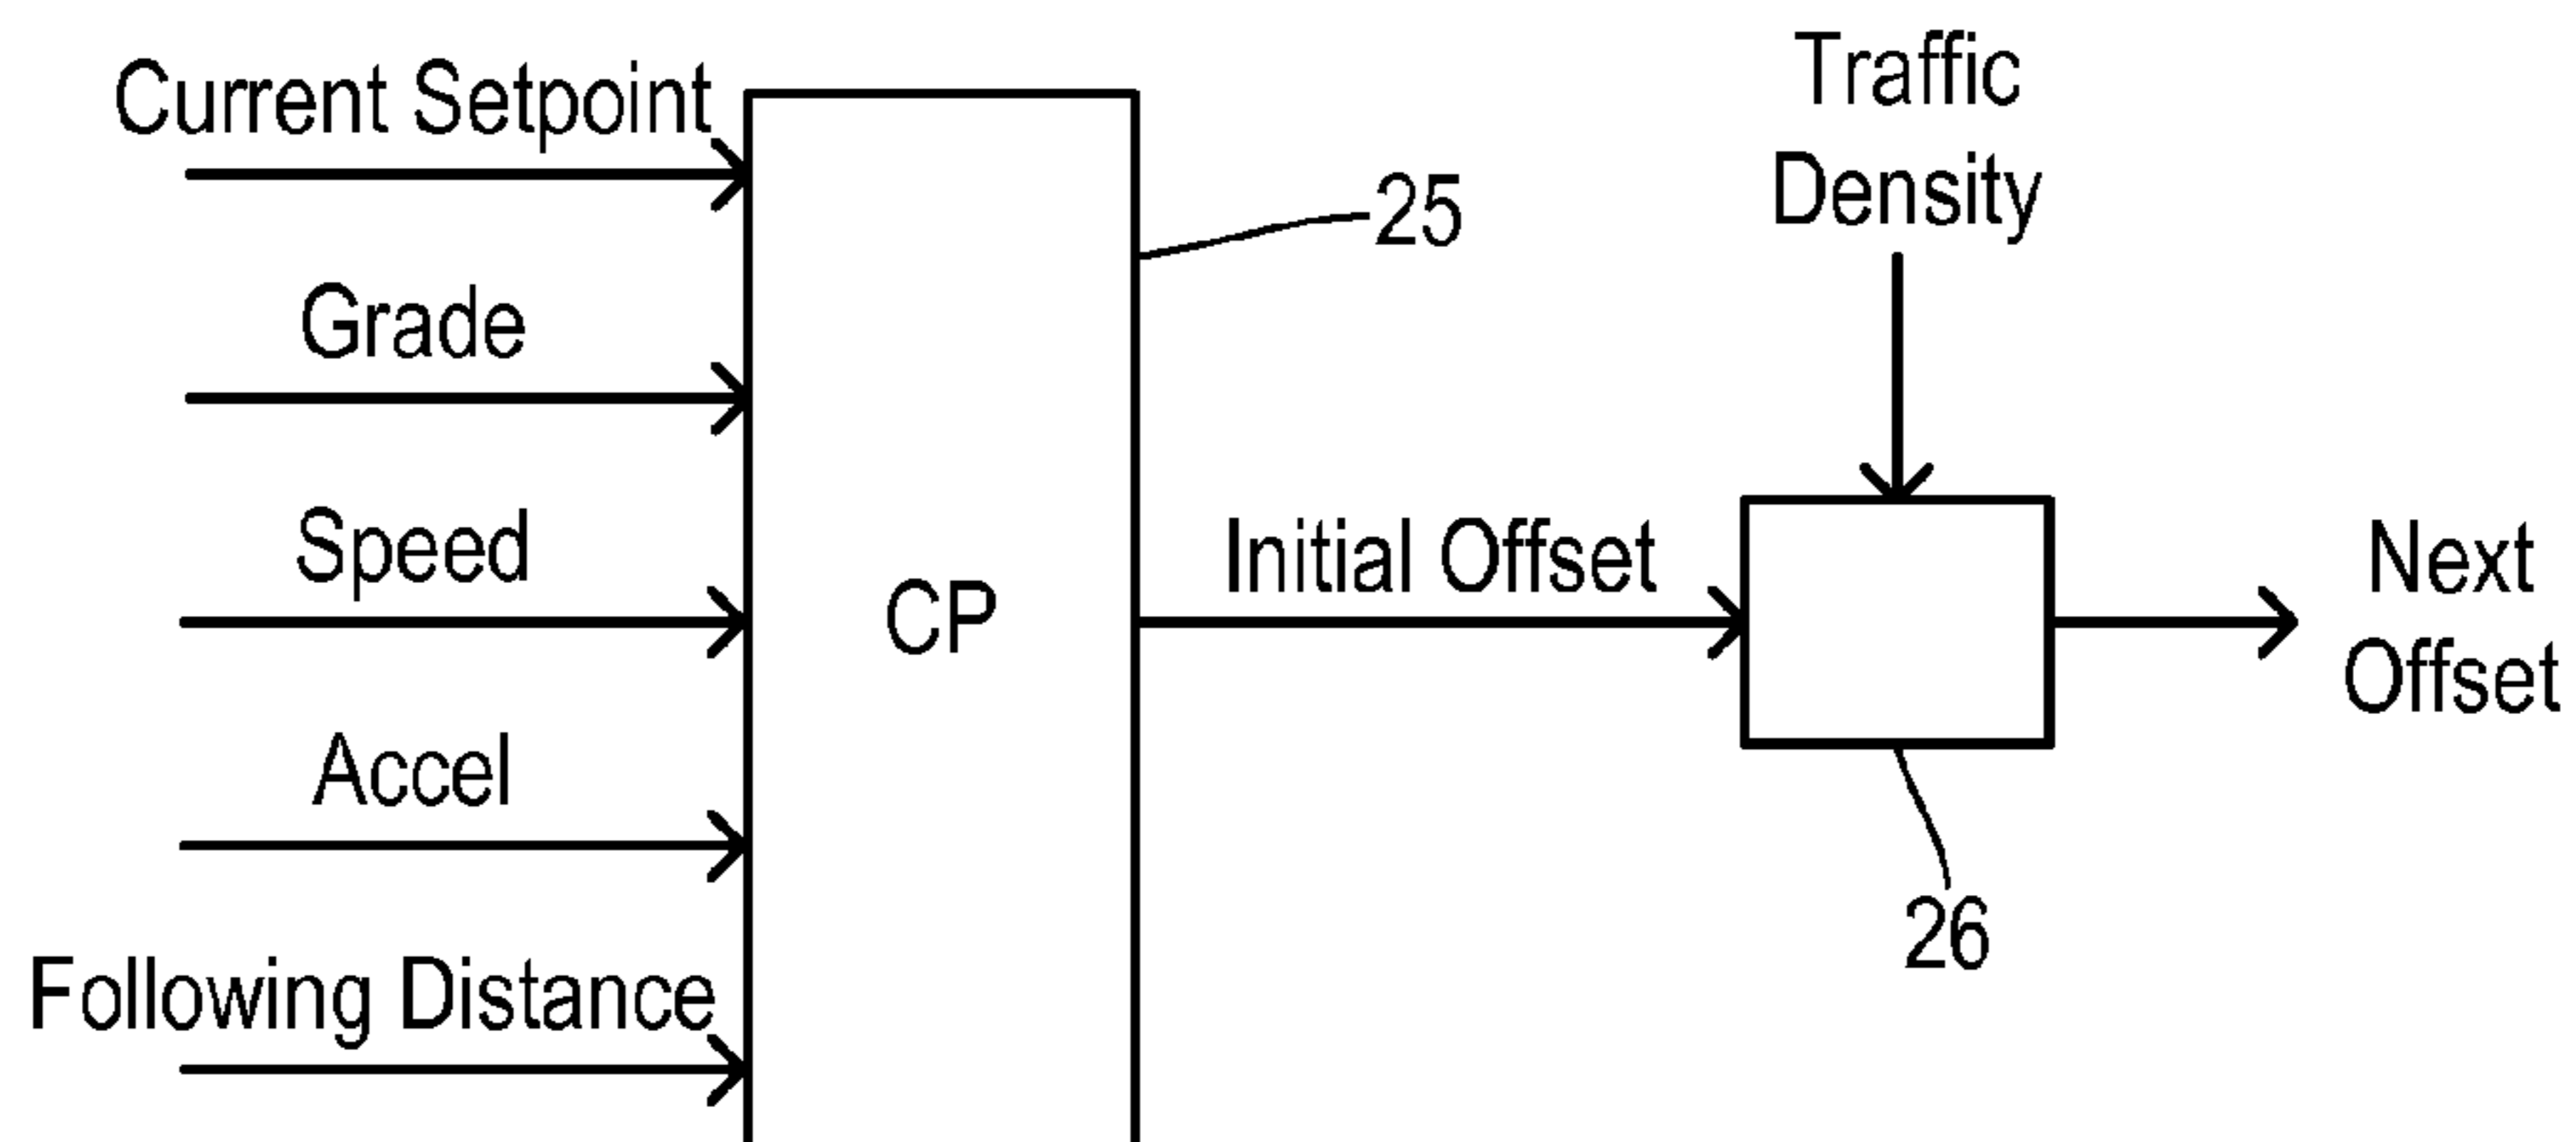 Current Setpoint
Grade
Speed
Accel
Following Distance
CP
25
Initial Offset
Traffic
Density
26
Next
Offset